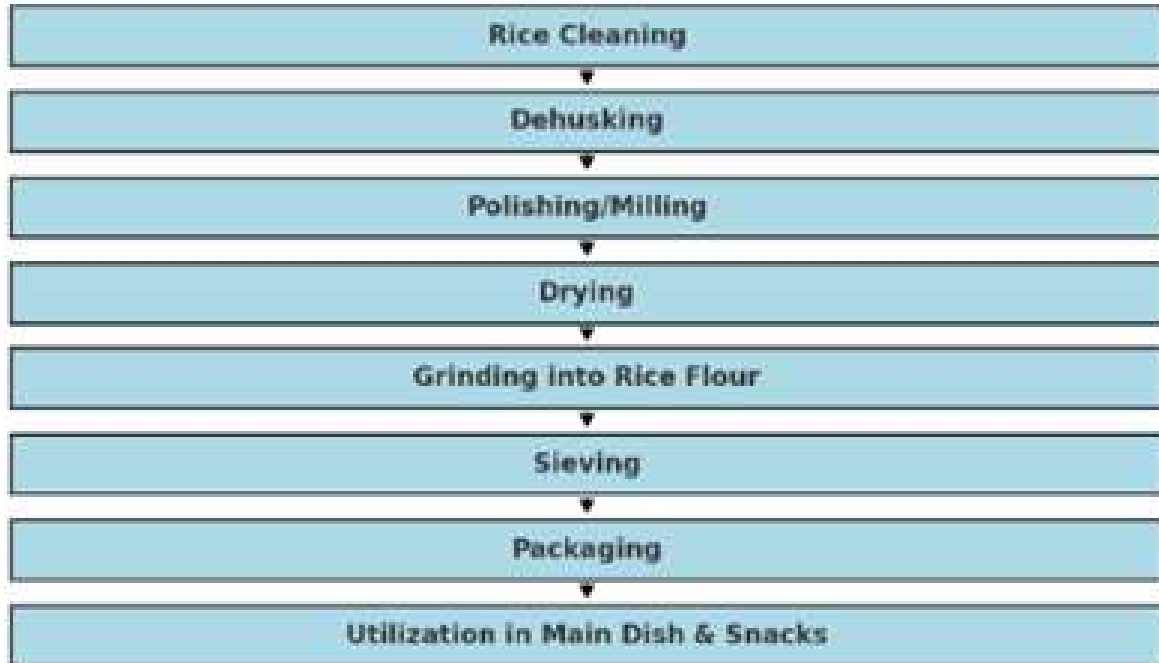 Rice Cleaning
Dehusking
Polishing/Milling
Drying
Grinding into Rice Flour
Sieving
Packaging
Utilization in Main Dish & Snacks